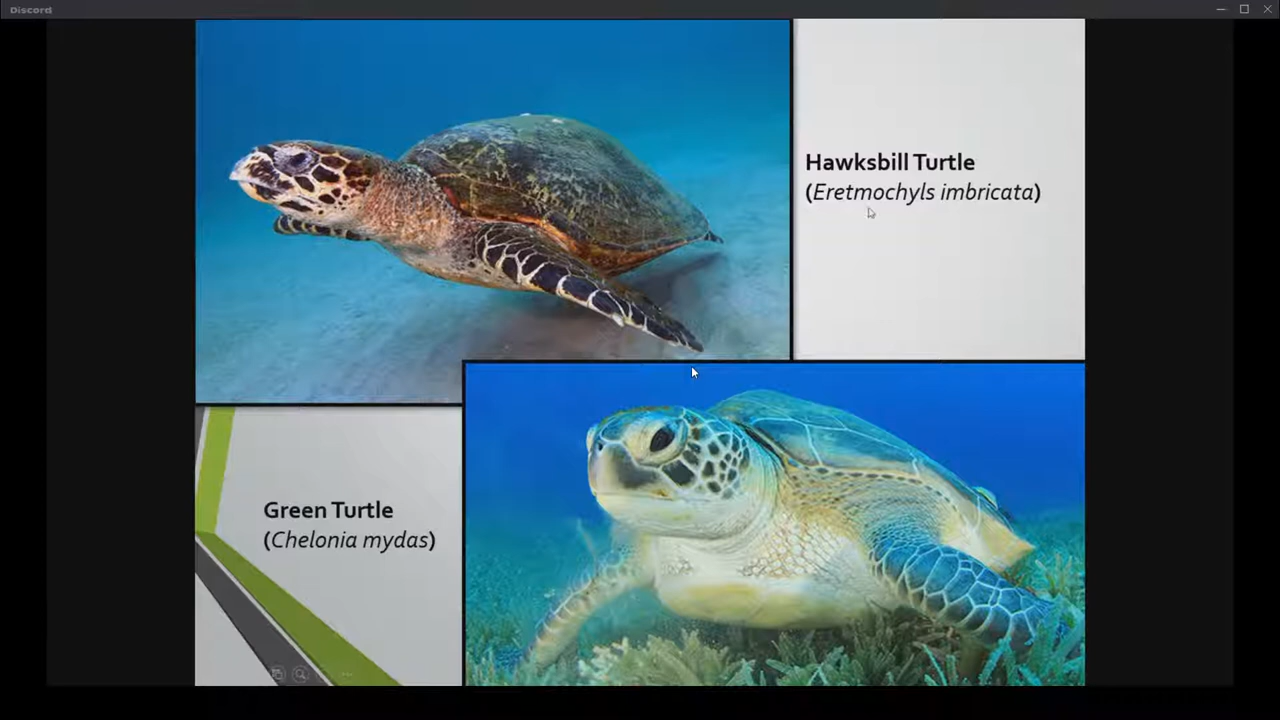 Discord
Hawksbill Turtle
(Eretmochyls imbricata)
Green Turtle
(Chelonia mydas)